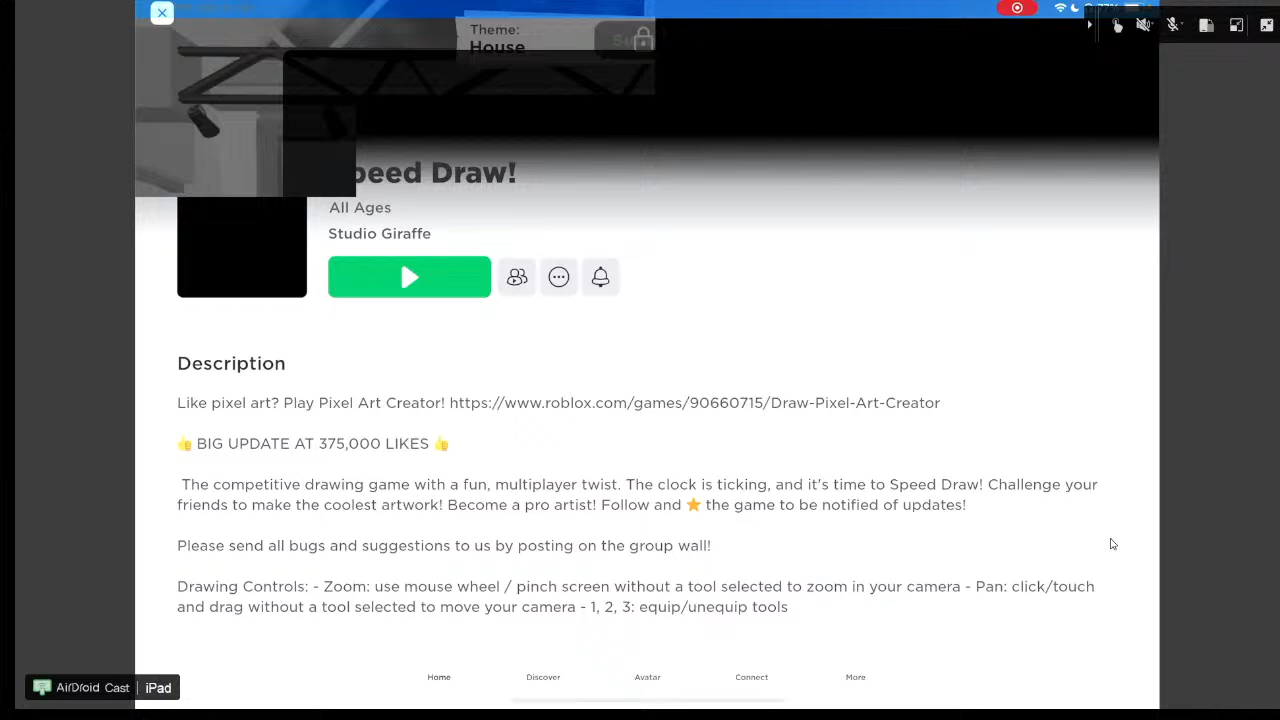 77%
Theme:
House
Speed Draw!
All Ages
Studio Giraffe
Description
Like pixel art? Play Pixel Art Creator! https://www.roblox.com/games/90660715/Draw-Pixel-Art-Creator
👍 BIG UPDATE AT 375,000 LIKES 👍
The competitive drawing game with a fun, multiplayer twist. The clock is ticking, and it's time to Speed Draw! Challenge your
friends to make the coolest artwork! Become a pro artist! Follow and ⭐ the game to be notified of updates!
Please send all bugs and suggestions to us by posting on the group wall!
Drawing Controls: - Zoom: use mouse wheel / pinch screen without a tool selected to zoom in your camera - Pan: click/touch
and drag without a tool selected to move your camera - 1, 2, 3: equip/unequip tools
Home Discover Avatar Connect More
AirDroid Cast | iPad